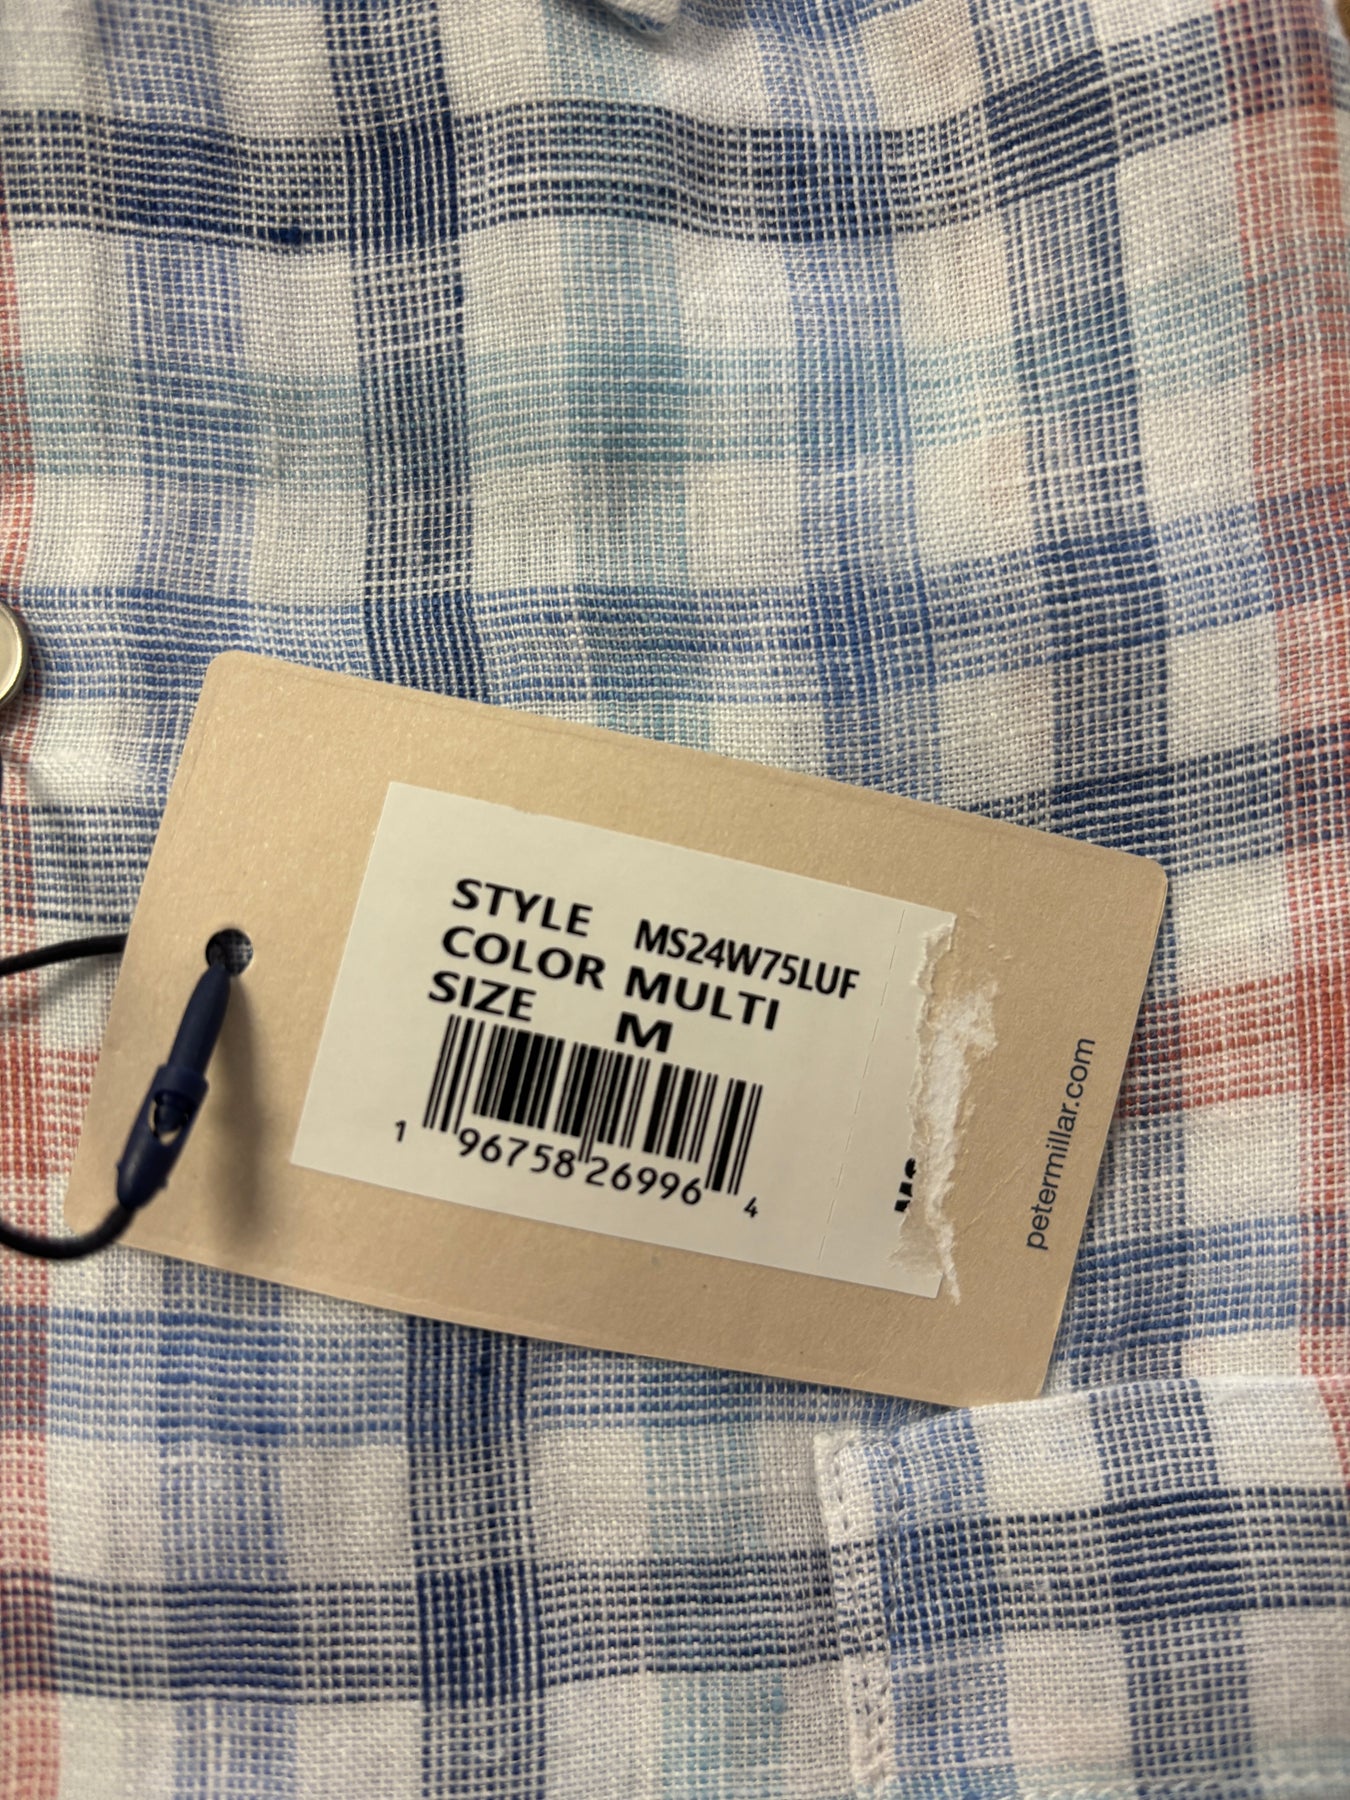 STYLE MS24W75LUF
COLOR MULTI
SIZE M
1 96758 26996 4
petermillar.com